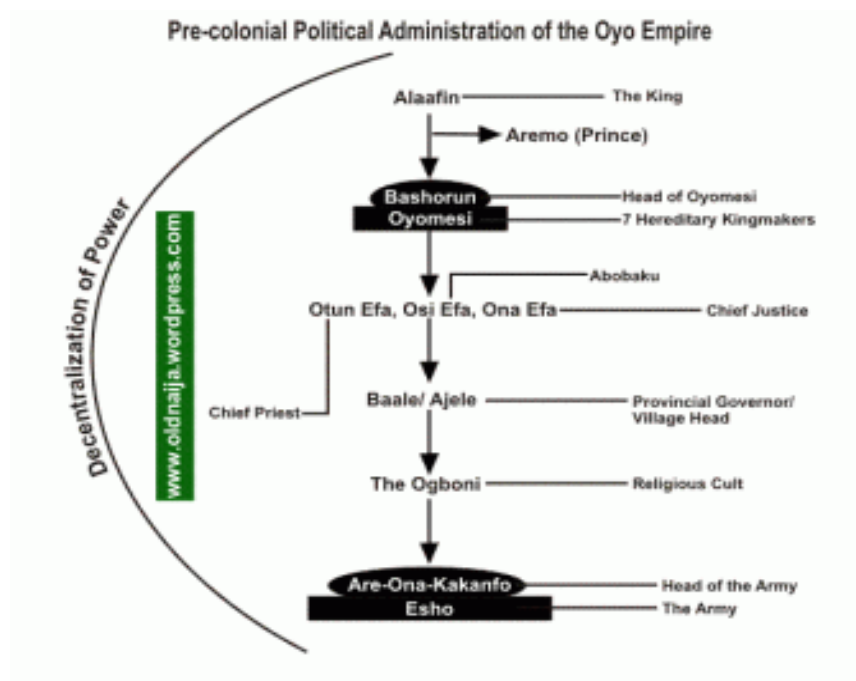 Pre-colonial Political Administration of the Oyo Empire
Alaafin
The King
Aremo (Prince)
Bashorun
Head of Oyomesi
Oyomesi
7 Hereditary Kingmakers
Abobaku
Otun Efa, Osi Efa, Ona Efa
Chief Justice
Chief Priest
Baale/ Ajele
Provincial Governor/
Village Head
The Ogboni
Religious Cult
Are-Ona-Kakanfo
Head of the Army
Esho
The Army
Decentralization of Power
www.oldnaija.wordpress.com